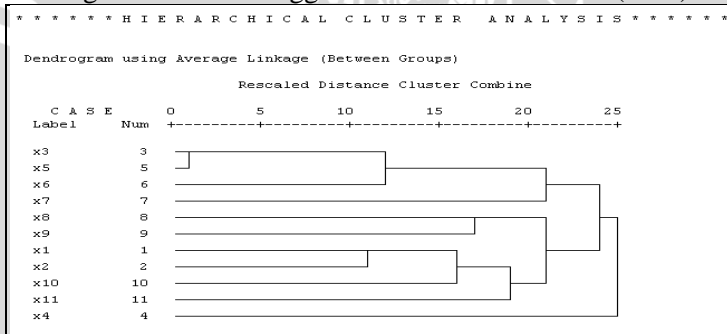 * * * * * * H I E R A R C H I C A L  C L U S T E R   A N A L Y S I S * * * * * *
Dendrogram using Average Linkage (Between Groups)
Rescaled Distance Cluster Combine
C A S E 0 5 10 15 20 25
Label Num +---------+---------+---------+---------+---------+
x3 3
x5 5
x6 6
x7 7
x8 8
x9 9
x1 1
x2 2
x10 10
x11 11
x4 4